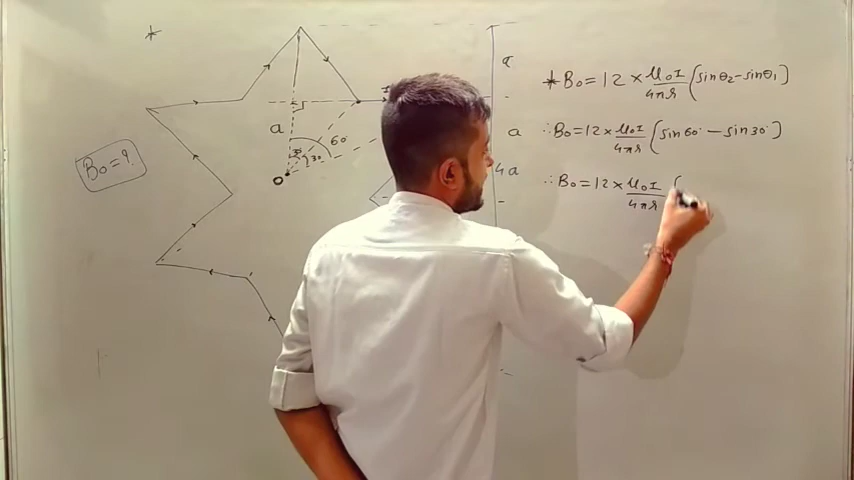 *
a
* B₀ = 12 × μ₀I/4πr (sinθ₂ - sinθ₁)
a
60°
30°
a
∴ B₀ = 12 × μ₀I/4πr (sin 60° - sin 30°)
B₀ = ?
O
4a
∴ B₀ = 12 × μ₀I/4πr (